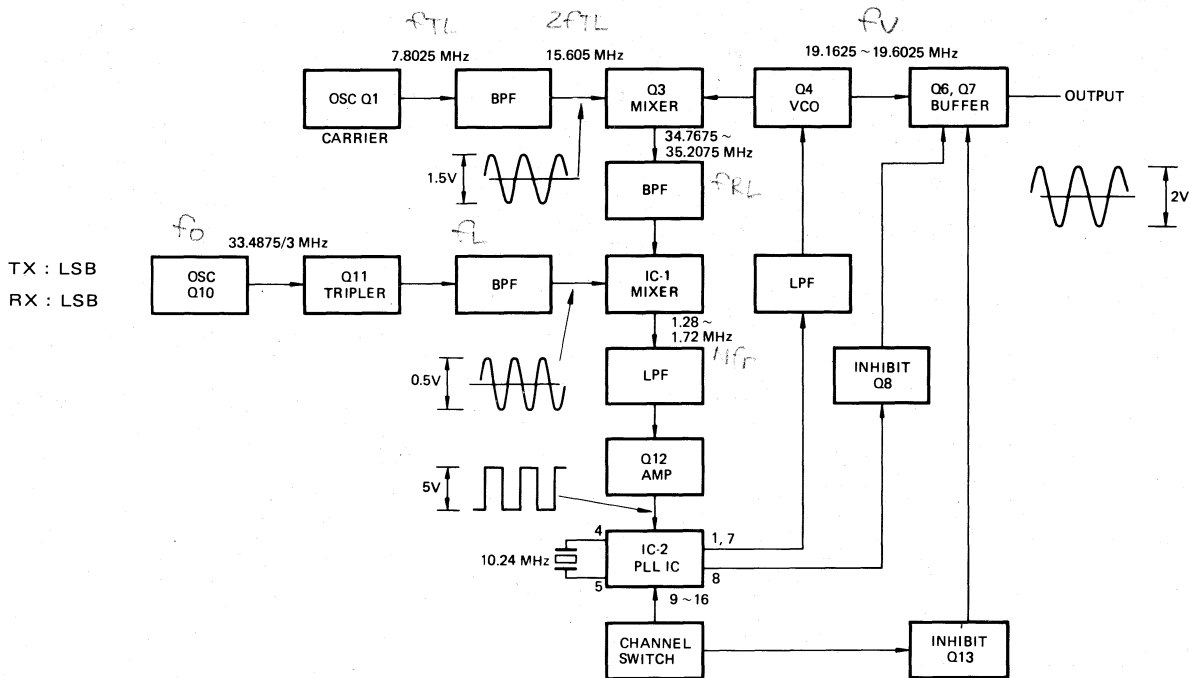 fTL
2fTL
fV
7.8025 MHz
15.605 MHz
19.1625 ~ 19.6025 MHz
OSC Q1
BPF
Q3
MIXER
Q4
VCO
Q6, Q7
BUFFER
OUTPUT
CARRIER
34.7675 ~
35.2075 MHz
1.5V
BPF
fRL
2V
fo
fL
33.4875/3 MHz
TX : LSB
RX : LSB
OSC
Q10
Q11
TRIPLER
BPF
IC-1
MIXER
LPF
1.28 ~
1.72 MHz
0.5V
LPF
INHIBIT
Q8
Q12
AMP
5V
4
1, 7
10.24 MHz
IC-2
PLL IC
5
8
9 ~ 16
CHANNEL
SWITCH
INHIBIT
Q13